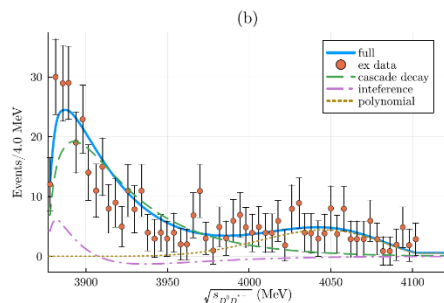 (b)
full
ex data
cascade decay
inteference
polynomial
Events/4.0 MeV
30
20
10
0
3900
3950
4000
4050
4100
√s D⁰D*⁻ (MeV)